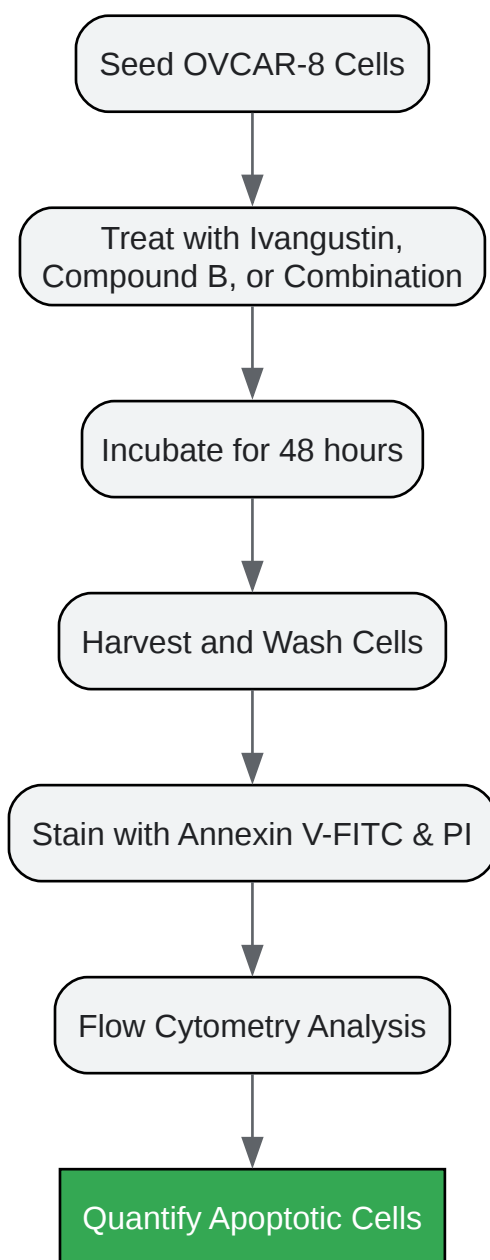 Seed OVCAR-8 Cells
Treat with Ivangustin,
Compound B, or Combination
Incubate for 48 hours
Harvest and Wash Cells
Stain with Annexin V-FITC & PI
Flow Cytometry Analysis
Quantify Apoptotic Cells